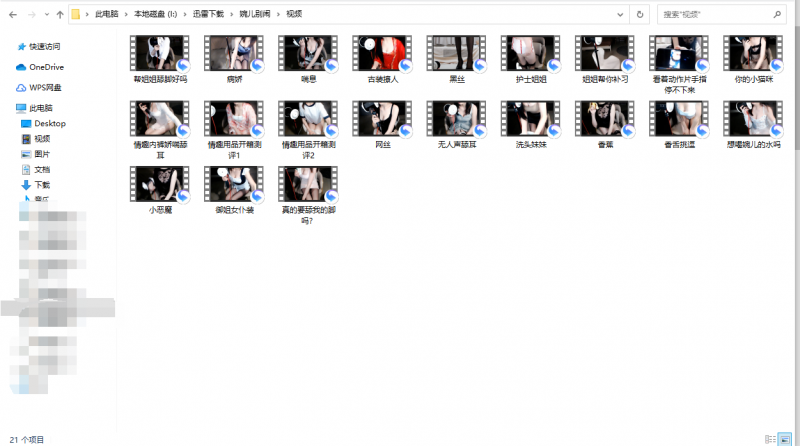 此电脑 › 本地磁盘 (I:) › 迅雷下载 › 婉儿别闹 › 视频
搜索"视频"
快速访问
OneDrive
WPS网盘
此电脑
Desktop
视频
图片
文档
下载
音乐
帮姐姐舔脚好吗
病娇
喘息
古装撩人
黑丝
护士姐姐
姐姐帮你补习
看着动作片手指
停不下来
你的小猫咪
情趣内裤娇喘舔
耳
情趣用品开箱测
评1
情趣用品开箱测
评2
网丝
无人声舔耳
洗头妹妹
香蕉
香舌挑逗
想喝婉儿的水吗
小恶魔
御姐女仆装
真的要舔我的脚
吗?
21 个项目